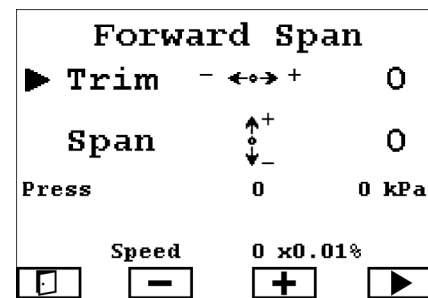 Forward Span
Trim - + 0
Span + - 0
Press 0 0 kPa
Speed 0 x0.01%